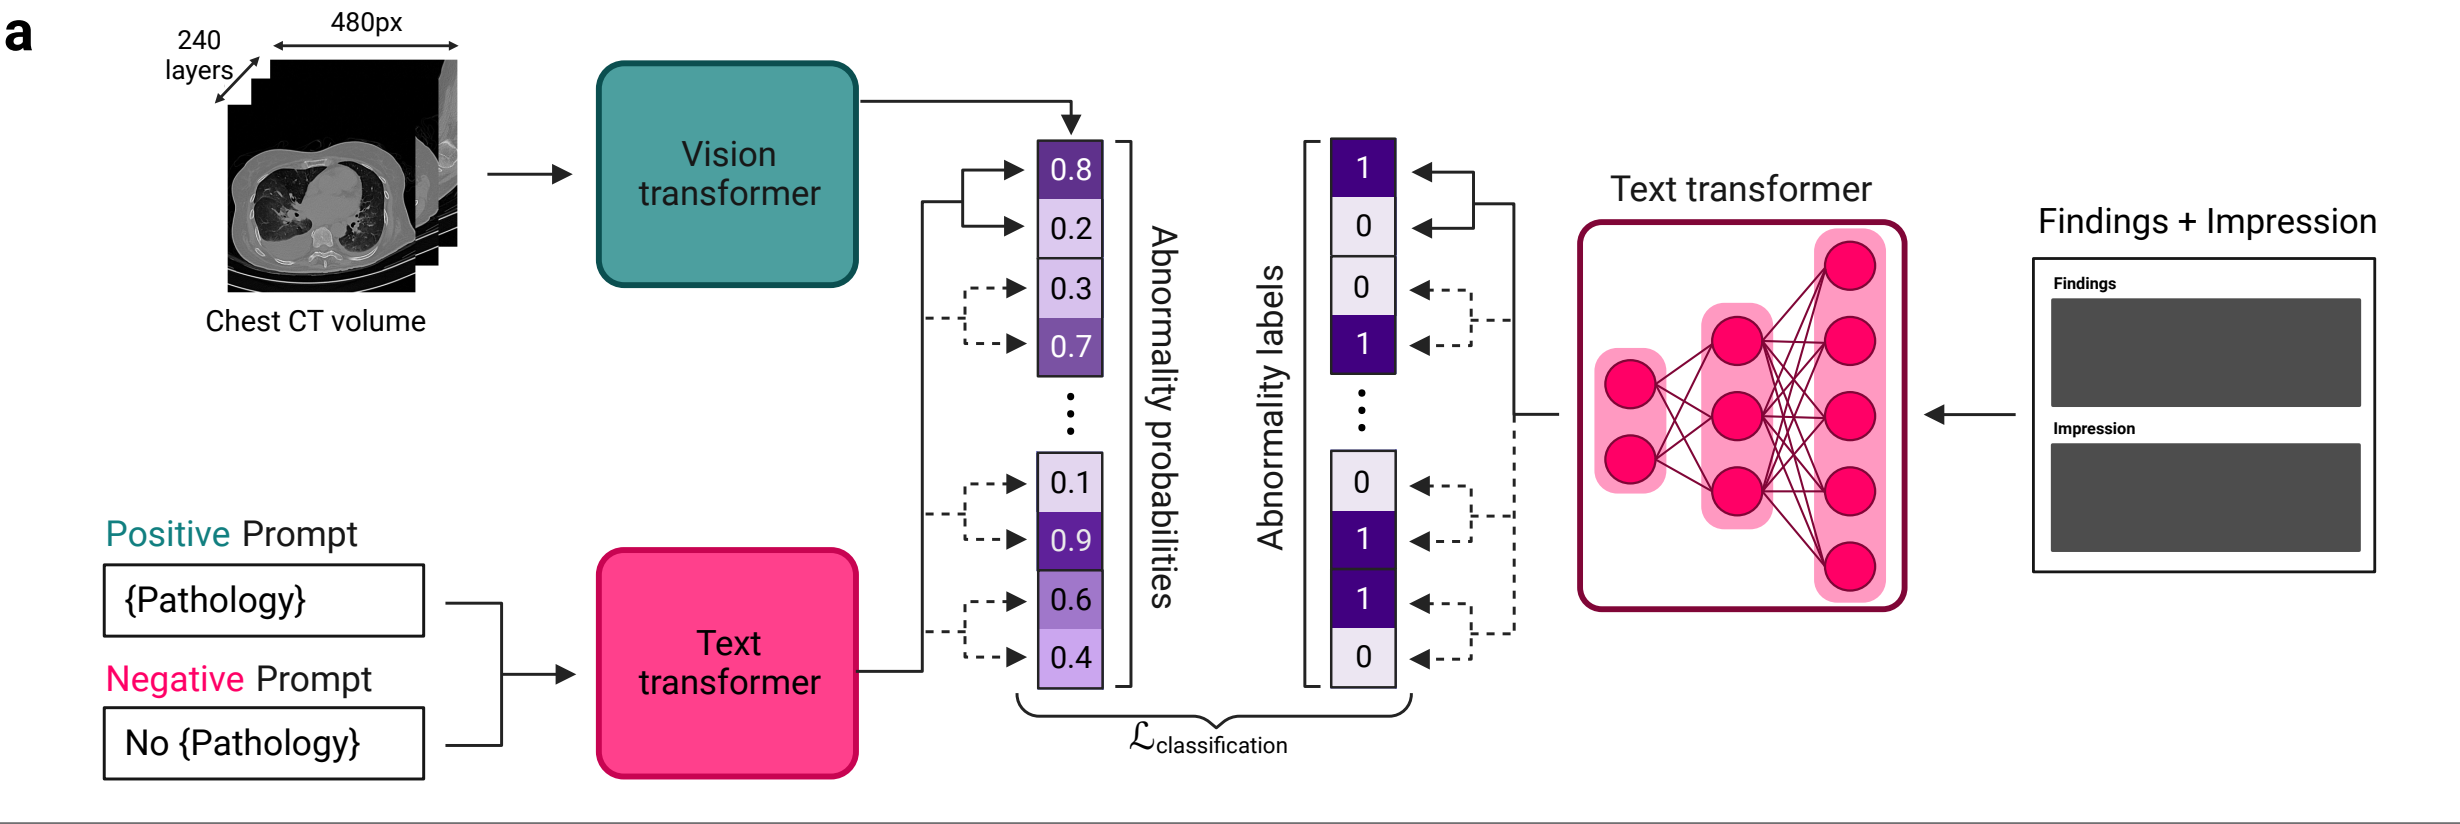 a
480px
240
layers
Chest CT volume
Vision
transformer
Positive Prompt
{Pathology}
Negative Prompt
No {Pathology}
Text
transformer
0.8
0.2
0.3
0.7
0.1
0.9
0.6
0.4
Abnormality probabilities
Abnormality labels
1
0
0
1
0
1
1
0
ℒclassification
Text transformer
Findings + Impression
Findings
Impression